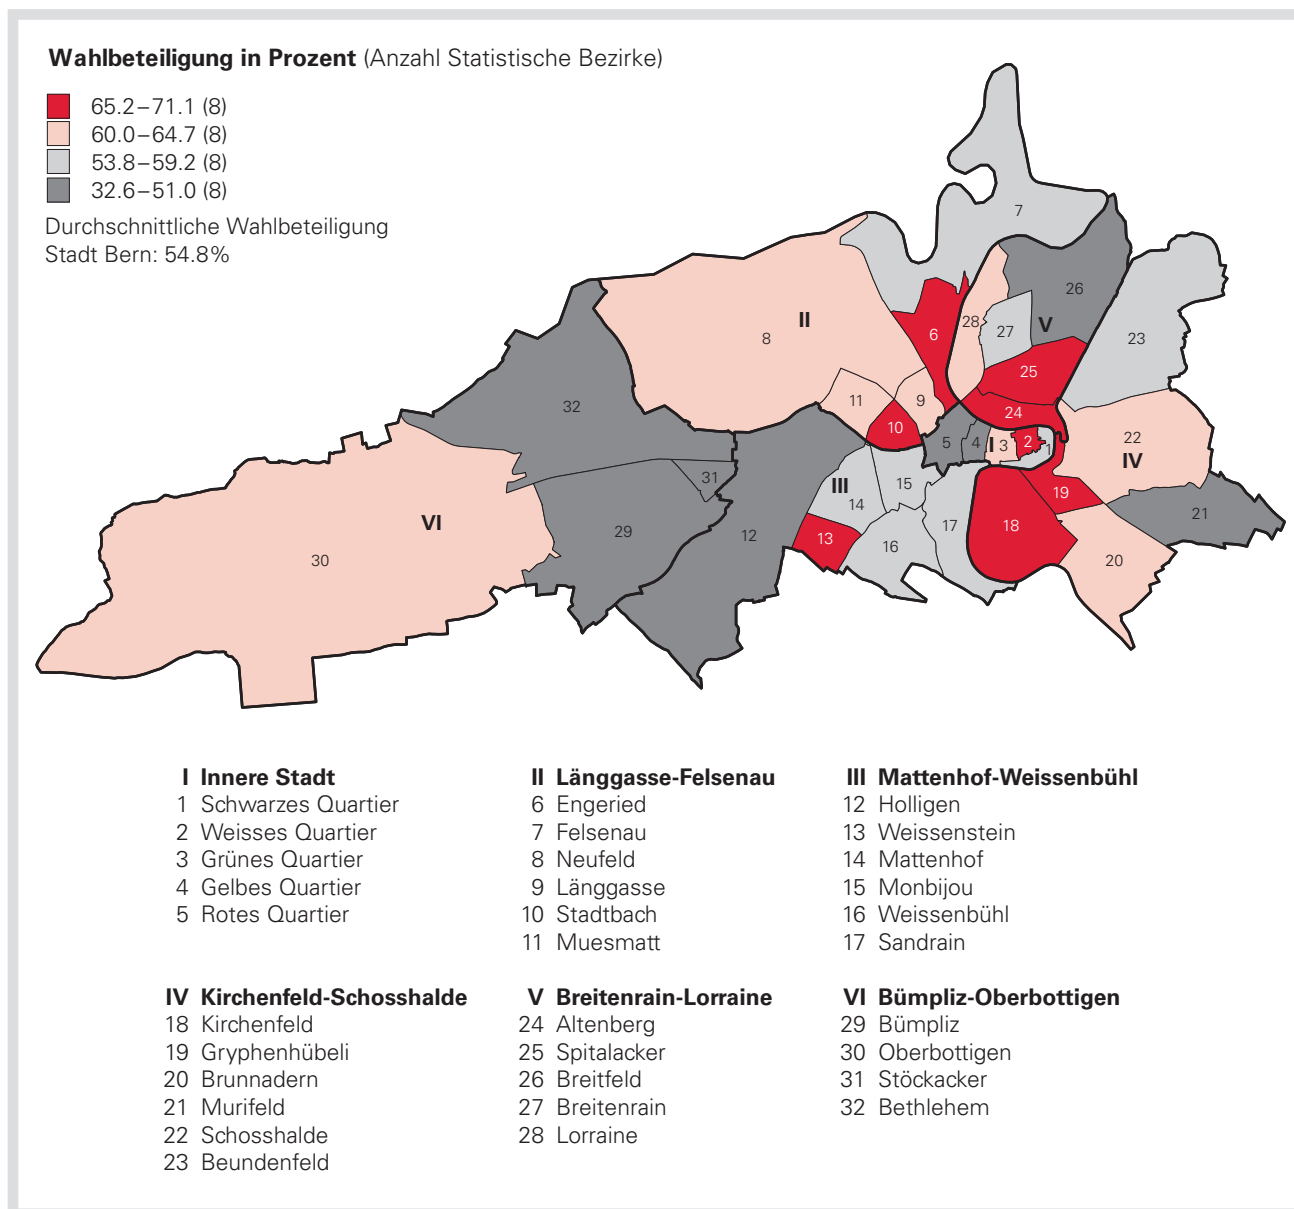 Wahlbeteiligung in Prozent (Anzahl Statistische Bezirke)
65.2–71.1 (8)
60.0–64.7 (8)
53.8–59.2 (8)
32.6–51.0 (8)
Durchschnittliche Wahlbeteiligung
Stadt Bern: 54.8%
7
26
II
28
27
V
6
8
23
25
11
9
32
24
10
5
4
I
3
2
1
22
IV
31
III
15
14
19
VI
21
29
12
13
17
18
16
30
20
I Innere Stadt
1 Schwarzes Quartier
2 Weisses Quartier
3 Grünes Quartier
4 Gelbes Quartier
5 Rotes Quartier
II Länggasse-Felsenau
6 Engeried
7 Felsenau
8 Neufeld
9 Länggasse
10 Stadtbach
11 Muesmatt
III Mattenhof-Weissenbühl
12 Holligen
13 Weissenstein
14 Mattenhof
15 Monbijou
16 Weissenbühl
17 Sandrain
IV Kirchenfeld-Schosshalde
18 Kirchenfeld
19 Gryphenhübeli
20 Brunnadern
21 Murifeld
22 Schosshalde
23 Beundenfeld
V Breitenrain-Lorraine
24 Altenberg
25 Spitalacker
26 Breitfeld
27 Breitenrain
28 Lorraine
VI Bümpliz-Oberbottigen
29 Bümpliz
30 Oberbottigen
31 Stöckacker
32 Bethlehem